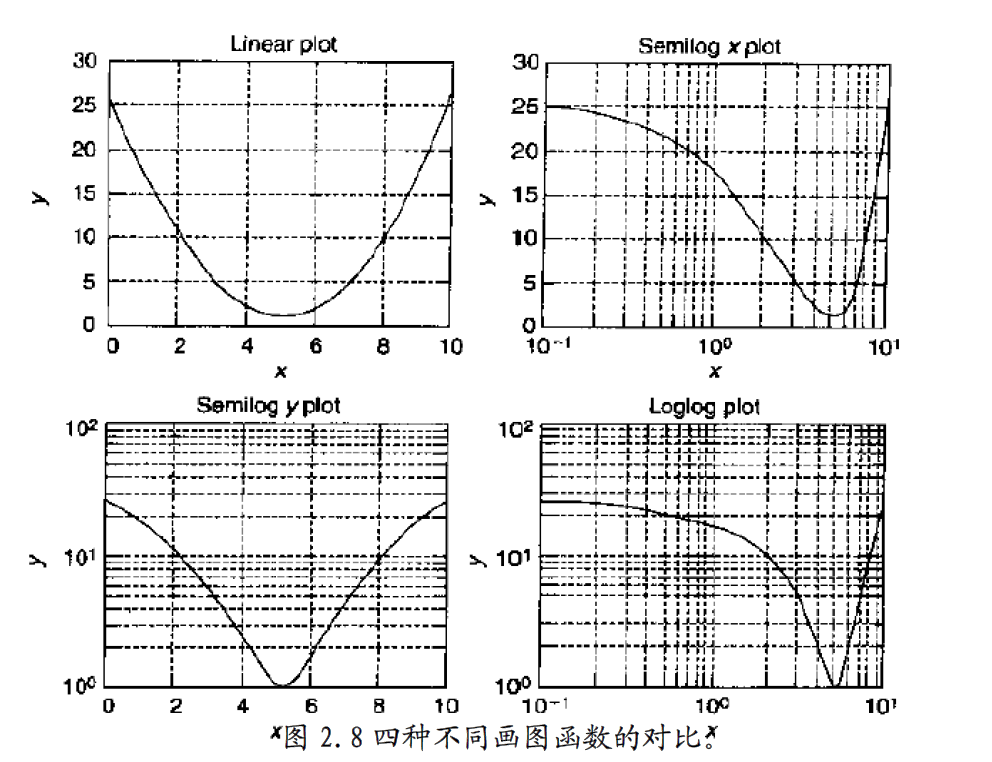 Linear plot
30
25
20
15
10
5
0
y
0 2 4 6 8 10
x
Semilog x plot
30
25
20
15
10
5
0
y
10⁻¹ 10⁰ 10¹
x
Semilog y plot
10²
10¹
10⁰
y
0 2 4 6 8 10
x
Loglog plot
10²
10¹
10⁰
y
10⁻¹ 10⁰ 10¹
x
图 2.8 四种不同画图函数的对比。